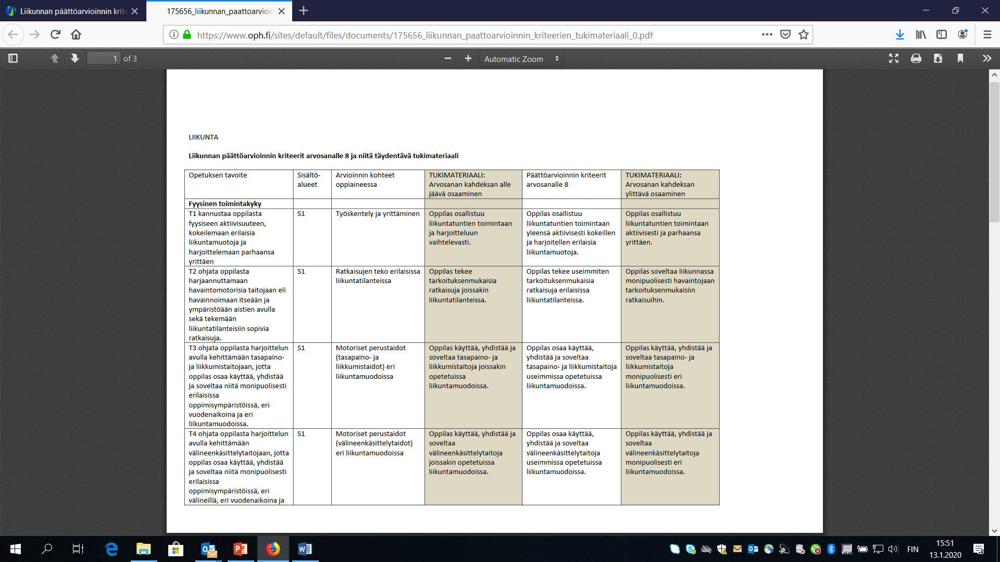 Liikunnan päättöarvioinnin krite
175656_liikunnan_paattoarvioin
https://www.oph.fi/sites/default/files/documents/175656_liikunnan_paattoarvioinnin_kriteerien_tukimateriaali_0.pdf
1 of 3
Automatic Zoom
LIIKUNTA
Liikunnan päättöarvioinnin kriteerit arvosanalle 8 ja niitä täydentävä tukimateriaali
Opetuksen tavoite
Sisältö-
alueet
Arvioinnin kohteet
oppiaineessa
TUKIMATERIAALI:
Arvosanan kahdeksan alle
jäävä osaaminen
Päättöarvioinnin kriteerit
arvosanalle 8
TUKIMATERIAALI:
Arvosanan kahdeksan
ylittävä osaaminen
Fyysinen toimintakyky
T1 kannustaa oppilasta
fyysiseen aktiivisuuteen,
kokeilemaan erilaisia
liikuntamuotoja ja
harjoittelemaan parhaansa
yrittäen
S1
Työskentely ja yrittäminen
Oppilas osallistuu
liikuntatuntien toimintaan
ja harjoitteluun
vaihtelevasti.
Oppilas osallistuu
liikuntatuntien toimintaan
yleensä aktiivisesti kokeillen
ja harjoitellen erilaisia
liikuntamuotoja.
Oppilas osallistuu
liikuntatuntien toimintaan
aktiivisesti ja parhaansa
yrittäen.
T2 ohjata oppilasta
harjaannuttamaan
havaintomotorisia taitojaan eli
havainnoimaan itseään ja
ympäristöään aistien avulla
sekä tekemään
liikuntatilanteisiin sopivia
ratkaisuja.
S1
Ratkaisujen teko erilaisissa
liikuntatilanteissa
Oppilas tekee
tarkoituksenmukaisia
ratkaisuja joissakin
liikuntatilanteissa.
Oppilas tekee useimmiten
tarkoituksenmukaisia
ratkaisuja erilaisissa
liikuntatilanteissa.
Oppilas soveltaa liikunnassa
monipuolisesti havaintojaan
tarkoituksenmukaisiin
ratkaisuihin.
T3 ohjata oppilasta harjoittelun
avulla kehittämään tasapaino-
ja liikkumistaitojaan, jotta
oppilas osaa käyttää, yhdistää
ja soveltaa niitä monipuolisesti
erilaisissa
oppimisympäristöissä, eri
vuodenaikoina ja eri
liikuntamuodoissa.
S1
Motoriset perustaidot
(tasapaino- ja
liikkumistaidot) eri
liikuntamuodoissa
Oppilas käyttää, yhdistää ja
soveltaa tasapaino- ja
liikkumistaitoja joissakin
opetetuissa
liikuntamuodoissa.
Oppilas osaa käyttää,
yhdistää ja soveltaa
tasapaino- ja liikkumistaitoja
useimmissa opetetuissa
liikuntamuodoissa.
Oppilas käyttää, yhdistää ja
soveltaa tasapaino- ja
liikkumistaitoja
monipuolisesti eri
liikuntamuodoissa.
T4 ohjata oppilasta harjoittelun
avulla kehittämään
välineenkäsittelytaitojaan, jotta
oppilas osaa käyttää, yhdistää
ja soveltaa niitä monipuolisesti
erilaisissa
oppimisympäristöissä, eri
välineillä, eri vuodenaikoina ja
S1
Motoriset perustaidot
(välineenkäsittelytaidot)
eri liikuntamuodoissa
Oppilas käyttää, yhdistää ja
soveltaa
välineenkäsittelytaitoja
joissakin opetetuissa
liikuntamuodoissa.
Oppilas osaa käyttää,
yhdistää ja soveltaa
välineenkäsittelytaitoja
useimmissa opetetuissa
liikuntamuodoissa.
Oppilas käyttää, yhdistää ja
soveltaa
välineenkäsittelytaitoja
monipuolisesti eri
liikuntamuodoissa.
FIN
15:51
13.1.2020